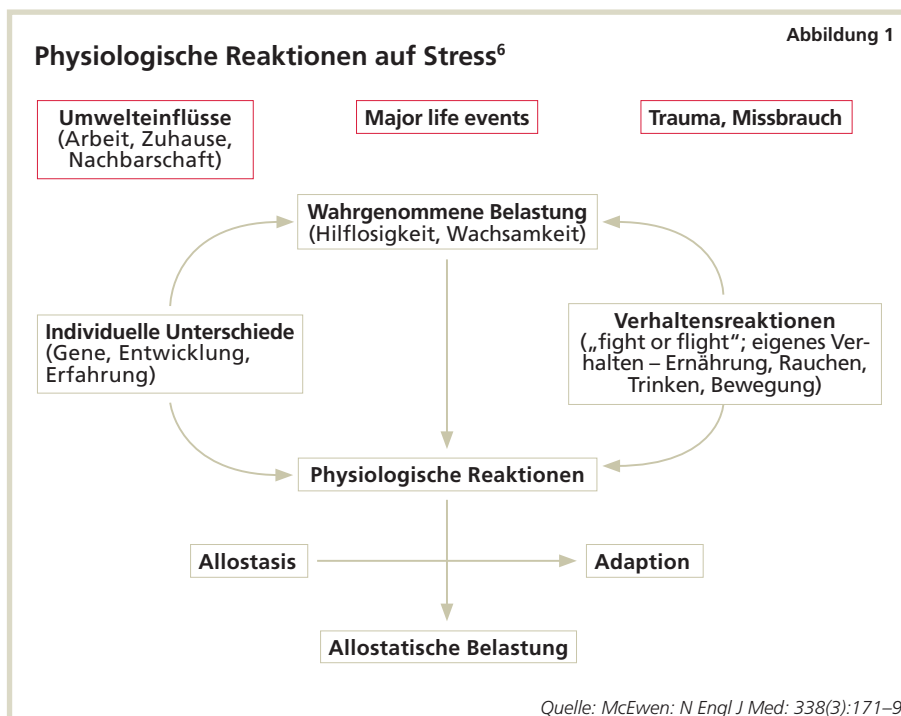 Abbildung 1
Physiologische Reaktionen auf Stress⁶
Umwelteinflüsse
(Arbeit, Zuhause,
Nachbarschaft)
Major life events
Trauma, Missbrauch
Wahrgenommene Belastung
(Hilflosigkeit, Wachsamkeit)
Individuelle Unterschiede
(Gene, Entwicklung,
Erfahrung)
Verhaltensreaktionen
(„fight or flight“; eigenes Ver-
halten – Ernährung, Rauchen,
Trinken, Bewegung)
Physiologische Reaktionen
Allostasis
Adaption
Allostatische Belastung
Quelle: McEwen: N Engl J Med: 338(3):171–9